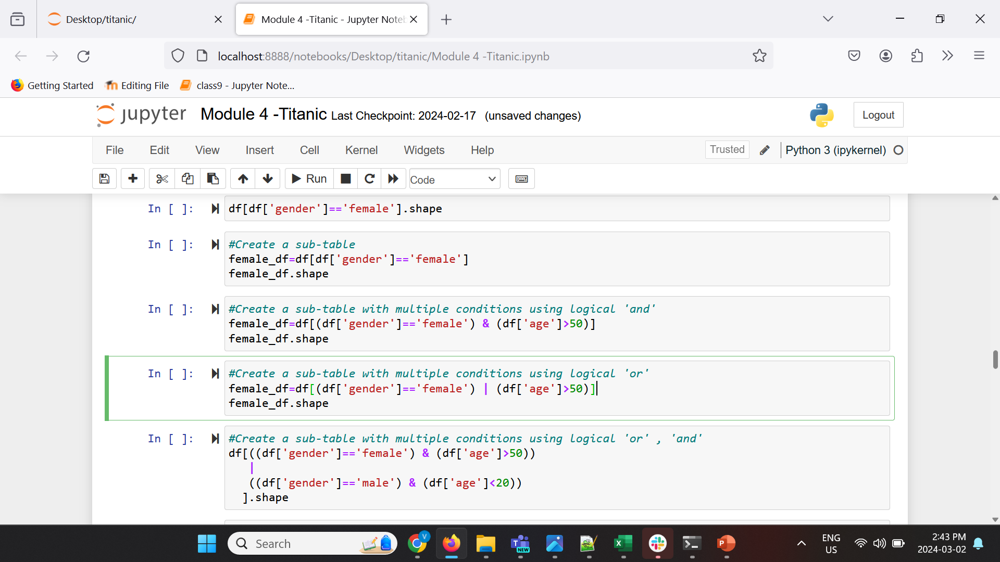 Desktop/titanic/
Module 4 -Titanic - Jupyter Noteb
localhost:8888/notebooks/Desktop/titanic/Module 4 -Titanic.ipynb
Getting Started
Editing File
class9 - Jupyter Note...
jupyter
Module 4 -Titanic Last Checkpoint: 2024-02-17 (unsaved changes)
Logout
File Edit View Insert Cell Kernel Widgets Help
Trusted
Python 3 (ipykernel)
Run
Code
In [ ]: df[df['gender']=='female'].shape
In [ ]: #Create a sub-table
female_df=df[df['gender']=='female']
female_df.shape
In [ ]: #Create a sub-table with multiple conditions using logical 'and'
female_df=df[(df['gender']=='female') & (df['age']>50)]
female_df.shape
In [ ]: #Create a sub-table with multiple conditions using logical 'or'
female_df=df[(df['gender']=='female') | (df['age']>50)]
female_df.shape
In [ ]: #Create a sub-table with multiple conditions using logical 'or' , 'and'
df[((df['gender']=='female') & (df['age']>50))
|
((df['gender']=='male') & (df['age']<20))
].shape
Search
V
T
NEW
X
P
ENG
US
2:43 PM
2024-03-02